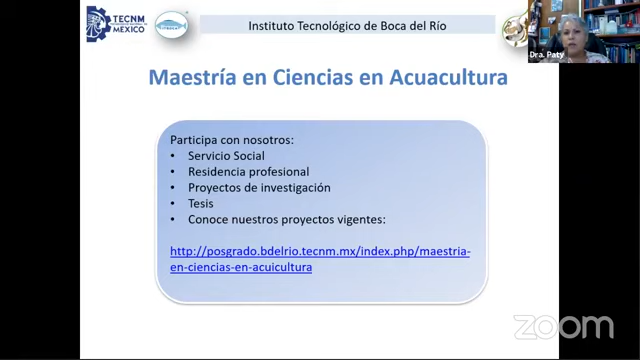 TECNM
MÉXICO
Instituto Tecnológico de Boca del Río
Dra. Paty
Maestría en Ciencias en Acuacultura
Participa con nosotros:
• Servicio Social
• Residencia profesional
• Proyectos de investigación
• Tesis
• Conoce nuestros proyectos vigentes:
http://posgrado.bdelrio.tecnm.mx/index.php/maestria-
en-ciencias-en-acuicultura
zoom